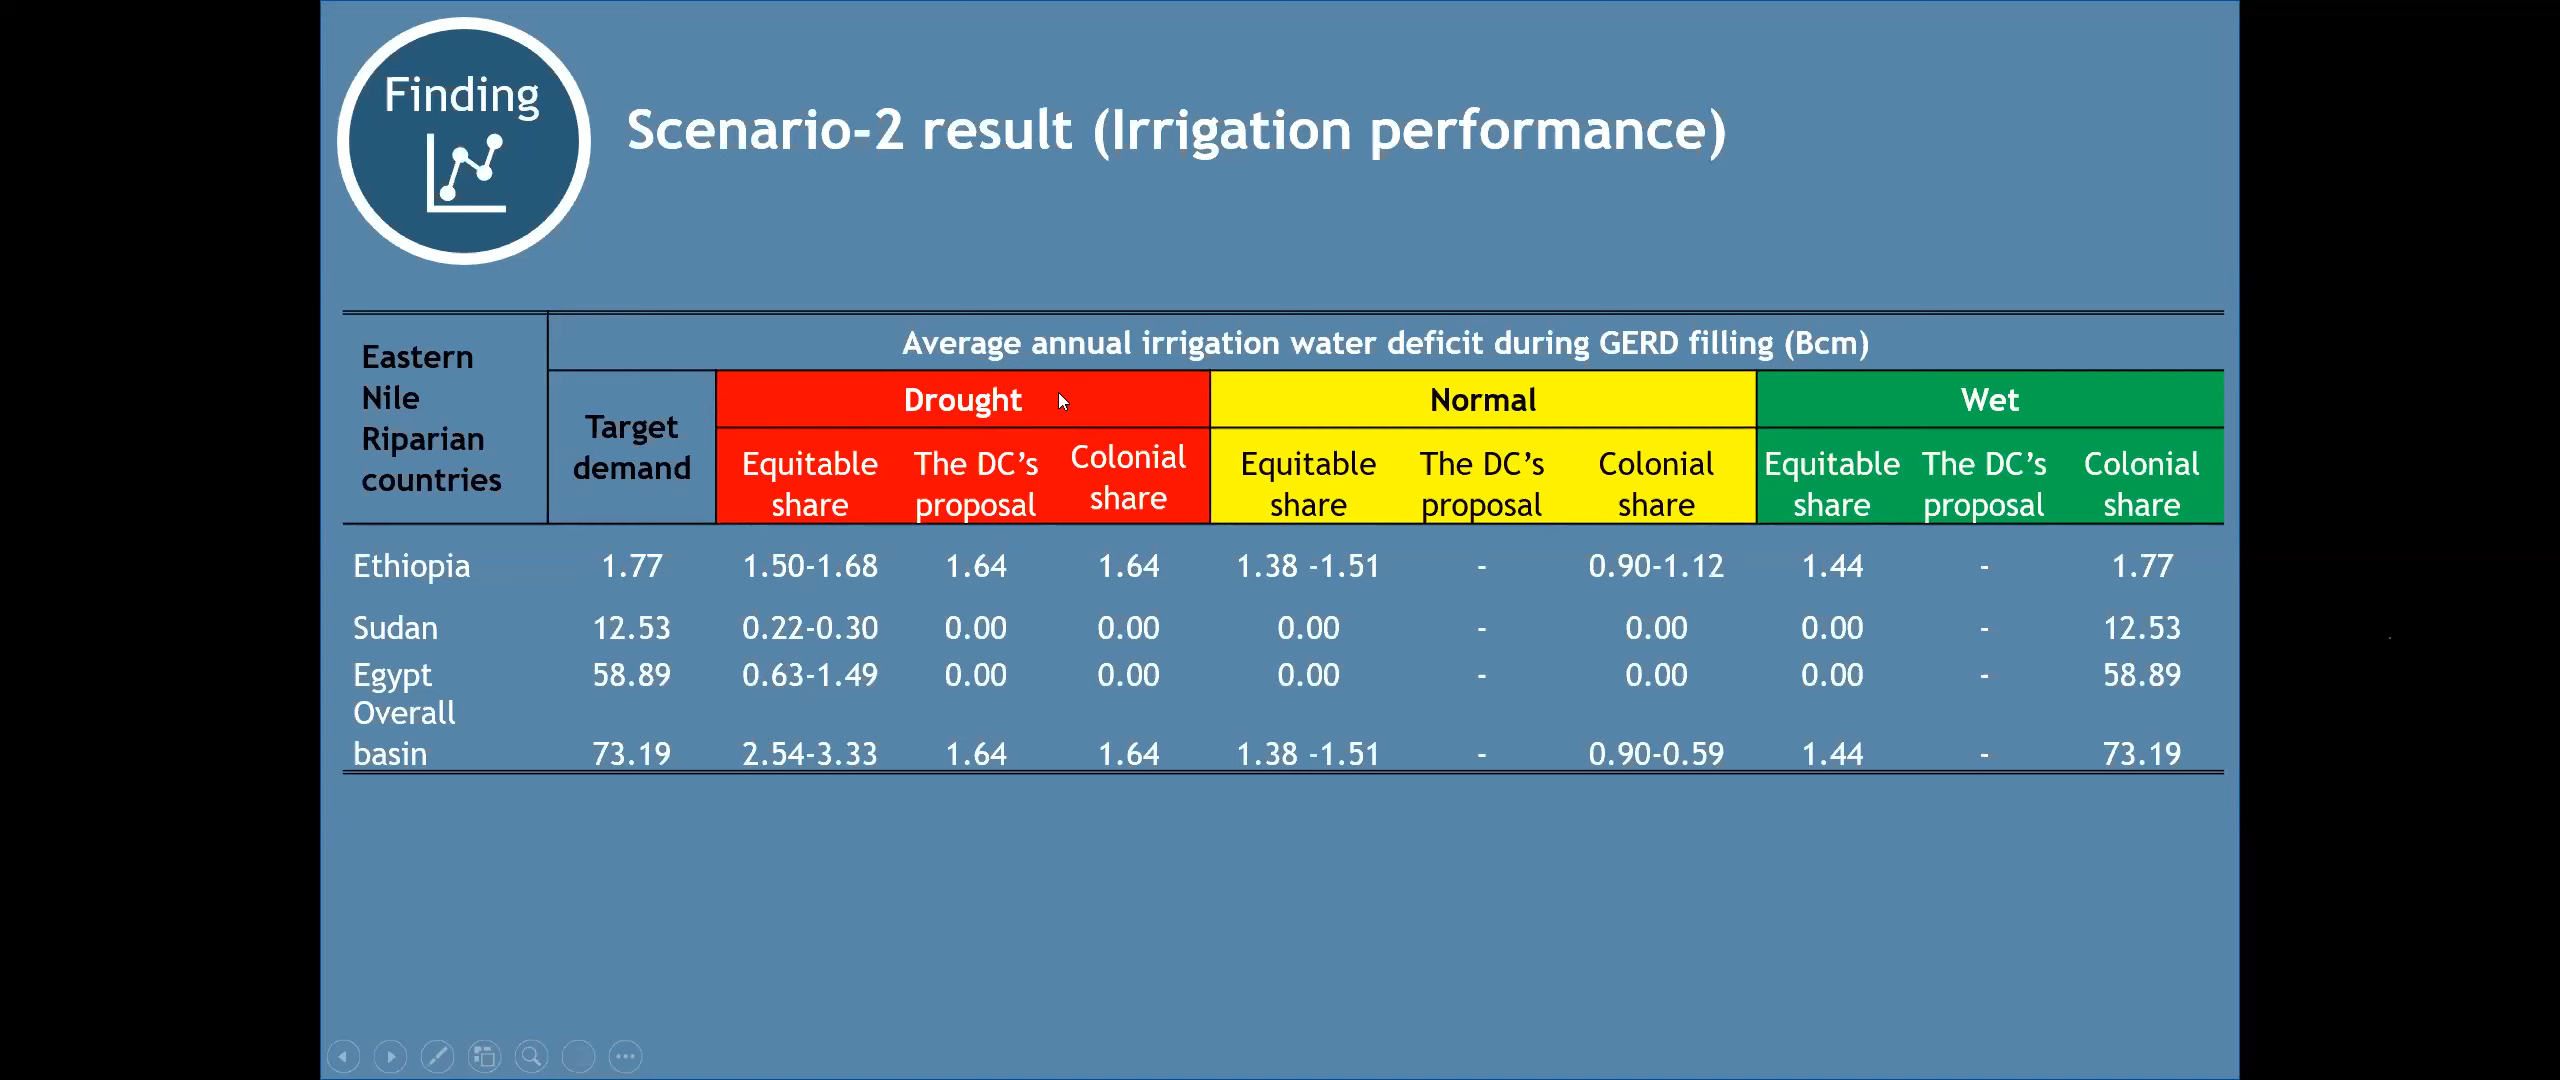 Finding
Scenario-2 result (Irrigation performance)
Eastern
Nile
Riparian
countries
Average annual irrigation water deficit during GERD filling (Bcm)
Target
demand
Drought
Normal
Wet
Equitable
share
The DC’s
proposal
Colonial
share
Equitable
share
The DC’s
proposal
Colonial
share
Equitable
share
The DC’s
proposal
Colonial
share
Ethiopia 1.77 1.50-1.68 1.64 1.64 1.38 -1.51 - 0.90-1.12 1.44 - 1.77
Sudan 12.53 0.22-0.30 0.00 0.00 0.00 - 0.00 0.00 - 12.53
Egypt 58.89 0.63-1.49 0.00 0.00 0.00 - 0.00 0.00 - 58.89
Overall
basin 73.19 2.54-3.33 1.64 1.64 1.38 -1.51 - 0.90-0.59 1.44 - 73.19